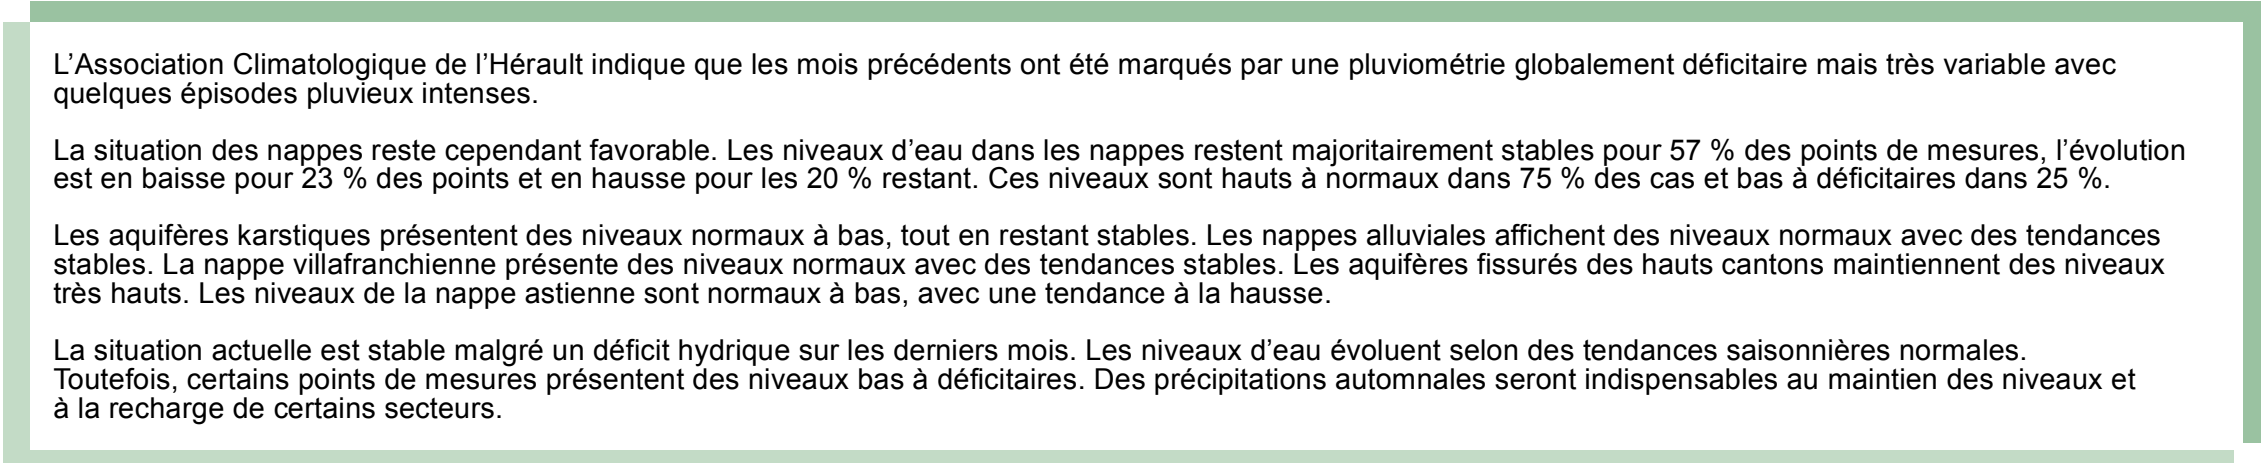 L’Association Climatologique de l’Hérault indique que les mois précédents ont été marqués par une pluviométrie globalement déficitaire mais très variable avec
quelques épisodes pluvieux intenses.
La situation des nappes reste cependant favorable. Les niveaux d’eau dans les nappes restent majoritairement stables pour 57 % des points de mesures, l’évolution
est en baisse pour 23 % des points et en hausse pour les 20 % restant. Ces niveaux sont hauts à normaux dans 75 % des cas et bas à déficitaires dans 25 %.
Les aquifères karstiques présentent des niveaux normaux à bas, tout en restant stables. Les nappes alluviales affichent des niveaux normaux avec des tendances
stables. La nappe villafranchienne présente des niveaux normaux avec des tendances stables. Les aquifères fissurés des hauts cantons maintiennent des niveaux
très hauts. Les niveaux de la nappe astienne sont normaux à bas, avec une tendance à la hausse.
La situation actuelle est stable malgré un déficit hydrique sur les derniers mois. Les niveaux d’eau évoluent selon des tendances saisonnières normales.
Toutefois, certains points de mesures présentent des niveaux bas à déficitaires. Des précipitations automnales seront indispensables au maintien des niveaux et
à la recharge de certains secteurs.